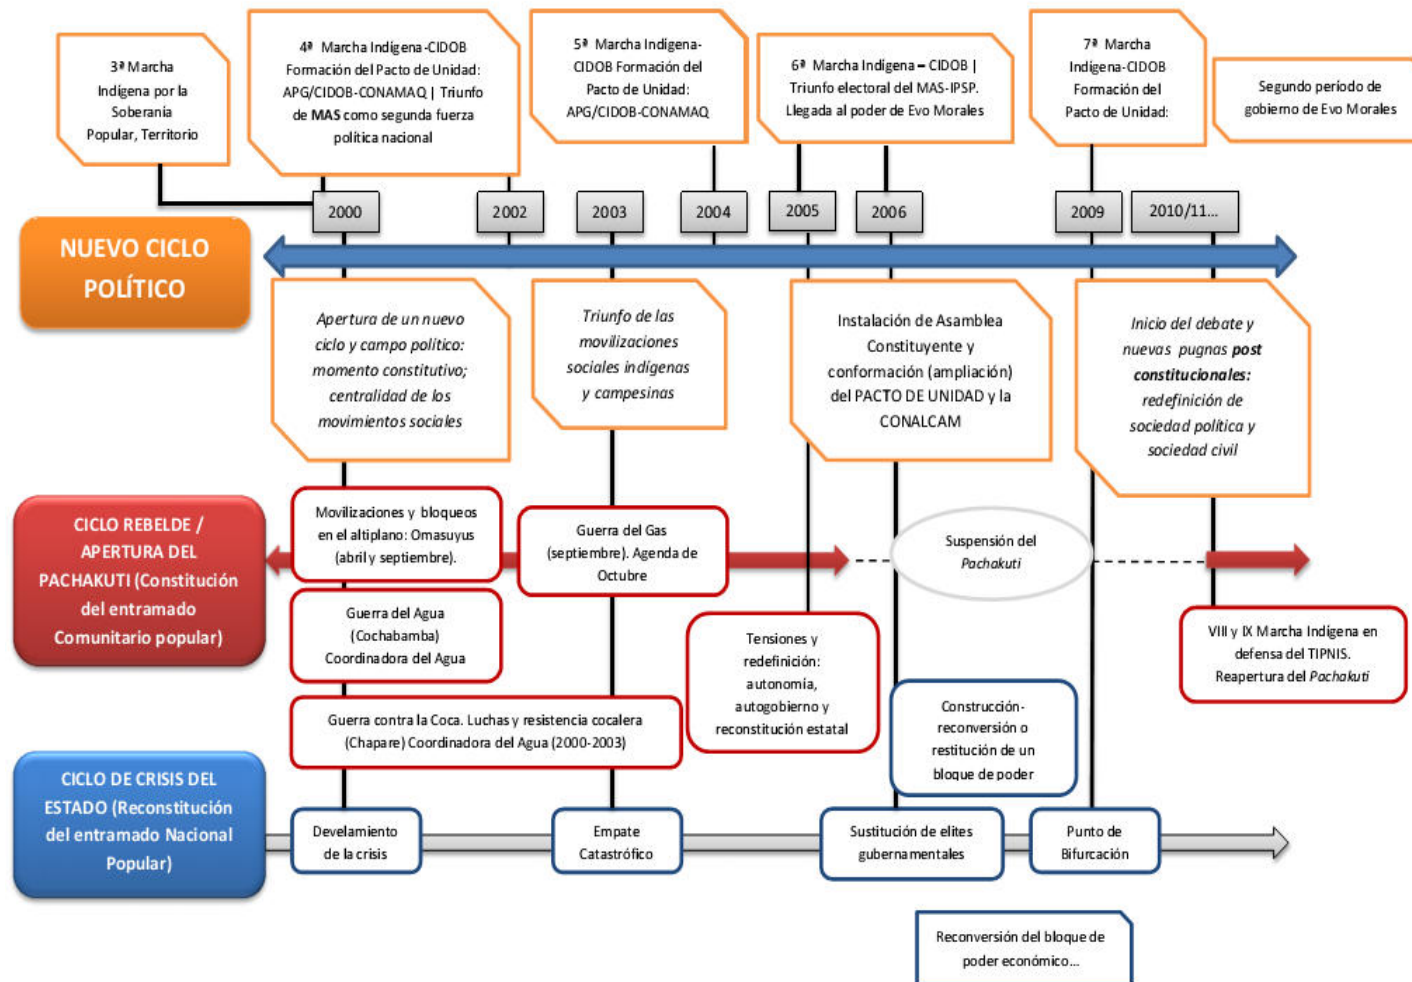 3ª Marcha
Indígena por la
Soberanía
Popular, Territorio
4ª Marcha Indígena-CIDOB
Formación del Pacto de Unidad:
APG/CIDOB-CONAMAQ | Triunfo
de MAS como segunda fuerza
política nacional
5ª Marcha Indígena-
CIDOB Formación del
Pacto de Unidad:
APG/CIDOB-CONAMAQ
6ª Marcha Indígena – CIDOB |
Triunfo electoral del MAS-IPSP.
Llegada al poder de Evo Morales
7ª Marcha
Indígena-CIDOB
Formación del
Pacto de Unidad:
Segundo período de
gobierno de Evo Morales
2000
2002
2003
2004
2005
2006
2009
2010/11...
NUEVO CICLO
POLÍTICO
Apertura de un nuevo
ciclo y campo político:
momento constitutivo;
centralidad de los
movimientos sociales
Triunfo de las
movilizaciones
sociales indígenas
y campesinas
Instalación de Asamblea
Constituyente y
conformación (ampliación)
del PACTO DE UNIDAD y la
CONALCAM
Inicio del debate y
nuevas pugnas post
constitucionales:
redefinición de
sociedad política y
sociedad civil
CICLO REBELDE /
APERTURA DEL
PACHAKUTI (Constitución
del entramado
Comunitario popular)
Movilizaciones y bloqueos
en el altiplano: Omasuyus
(abril y septiembre).
Guerra del Gas
(septiembre). Agenda de
Octubre
Suspensión del
Pachakuti
Guerra del Agua
(Cochabamba)
Coordinadora del Agua
Tensiones y
redefinición:
autonomía,
autogobierno y
reconstitución estatal
VIII y IX Marcha Indígena en
defensa del TIPNIS.
Reapertura del Pachakuti
Guerra contra la Coca. Luchas y resistencia cocalera
(Chapare) Coordinadora del Agua (2000-2003)
Construcción-
reconversión o
restitución de un
bloque de poder
CICLO DE CRISIS DEL
ESTADO (Reconstitución
del entramado Nacional
Popular)
Develamiento
de la crisis
Empate
Catastrófico
Sustitución de elites
gubernamentales
Punto de
Bifurcación
Reconversión del bloque de
poder económico...